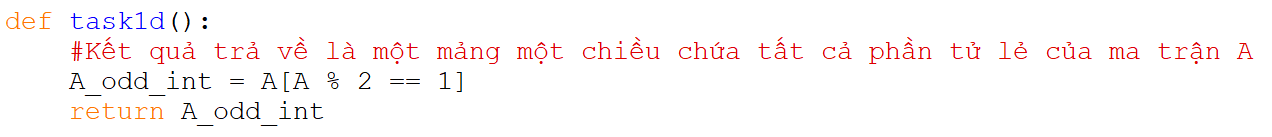 def task1d():
    #Kết quả trả về là một mảng một chiều chứa tất cả phần tử lẻ của ma trận A
    A_odd_int = A[A % 2 == 1]
    return A_odd_int